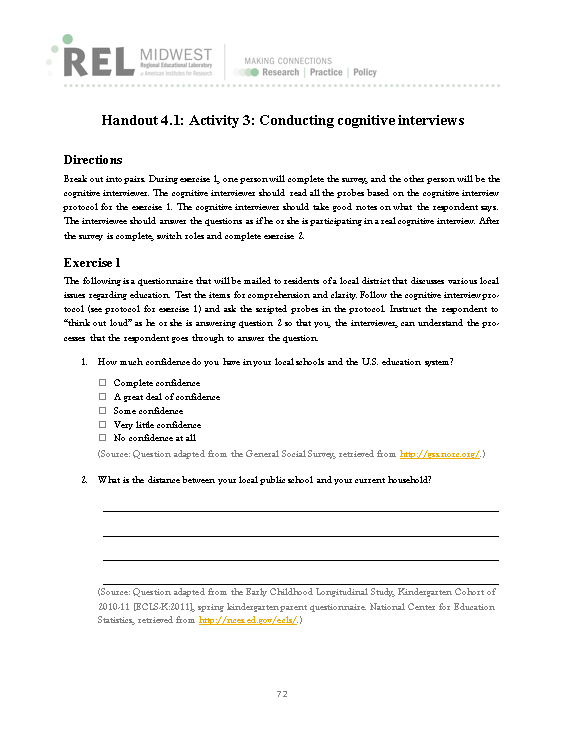 REL MIDWEST
Regional Educational Laboratory
at American Institutes for Research
MAKING CONNECTIONS
Research | Practice | Policy
Handout 4.1: Activity 3: Conducting cognitive interviews
Directions
Break out into pairs. During exercise 1, one person will complete the survey, and the other person will be the
cognitive interviewer. The cognitive interviewer should read all the probes based on the cognitive interview
protocol for the exercise 1. The cognitive interviewer should take good notes on what the respondent says.
The interviewee should answer the questions as if he or she is participating in a real cognitive interview. After
the survey is complete, switch roles and complete exercise 2.
Exercise 1
The following is a questionnaire that will be mailed to residents of a local district that discusses various local
issues regarding education. Test the items for comprehension and clarity. Follow the cognitive interview pro-
tocol (see protocol for exercise 1) and ask the scripted probes in the protocol. Instruct the respondent to
“think out loud” as he or she is answering question 2 so that you, the interviewer, can understand the pro-
cesses that the respondent goes through to answer the question.
1. How much confidence do you have in your local schools and the U.S. education system?
☐ Complete confidence
☐ A great deal of confidence
☐ Some confidence
☐ Very little confidence
☐ No confidence at all
(Source: Question adapted from the General Social Survey, retrieved from http://gss.norc.org/.)
2. What is the distance between your local public school and your current household?
(Source: Question adapted from the Early Childhood Longitudinal Study, Kindergarten Cohort of
2010-11 [ECLS-K:2011], spring kindergarten parent questionnaire. National Center for Education
Statistics, retrieved from http://nces.ed.gov/ecls/.)
72